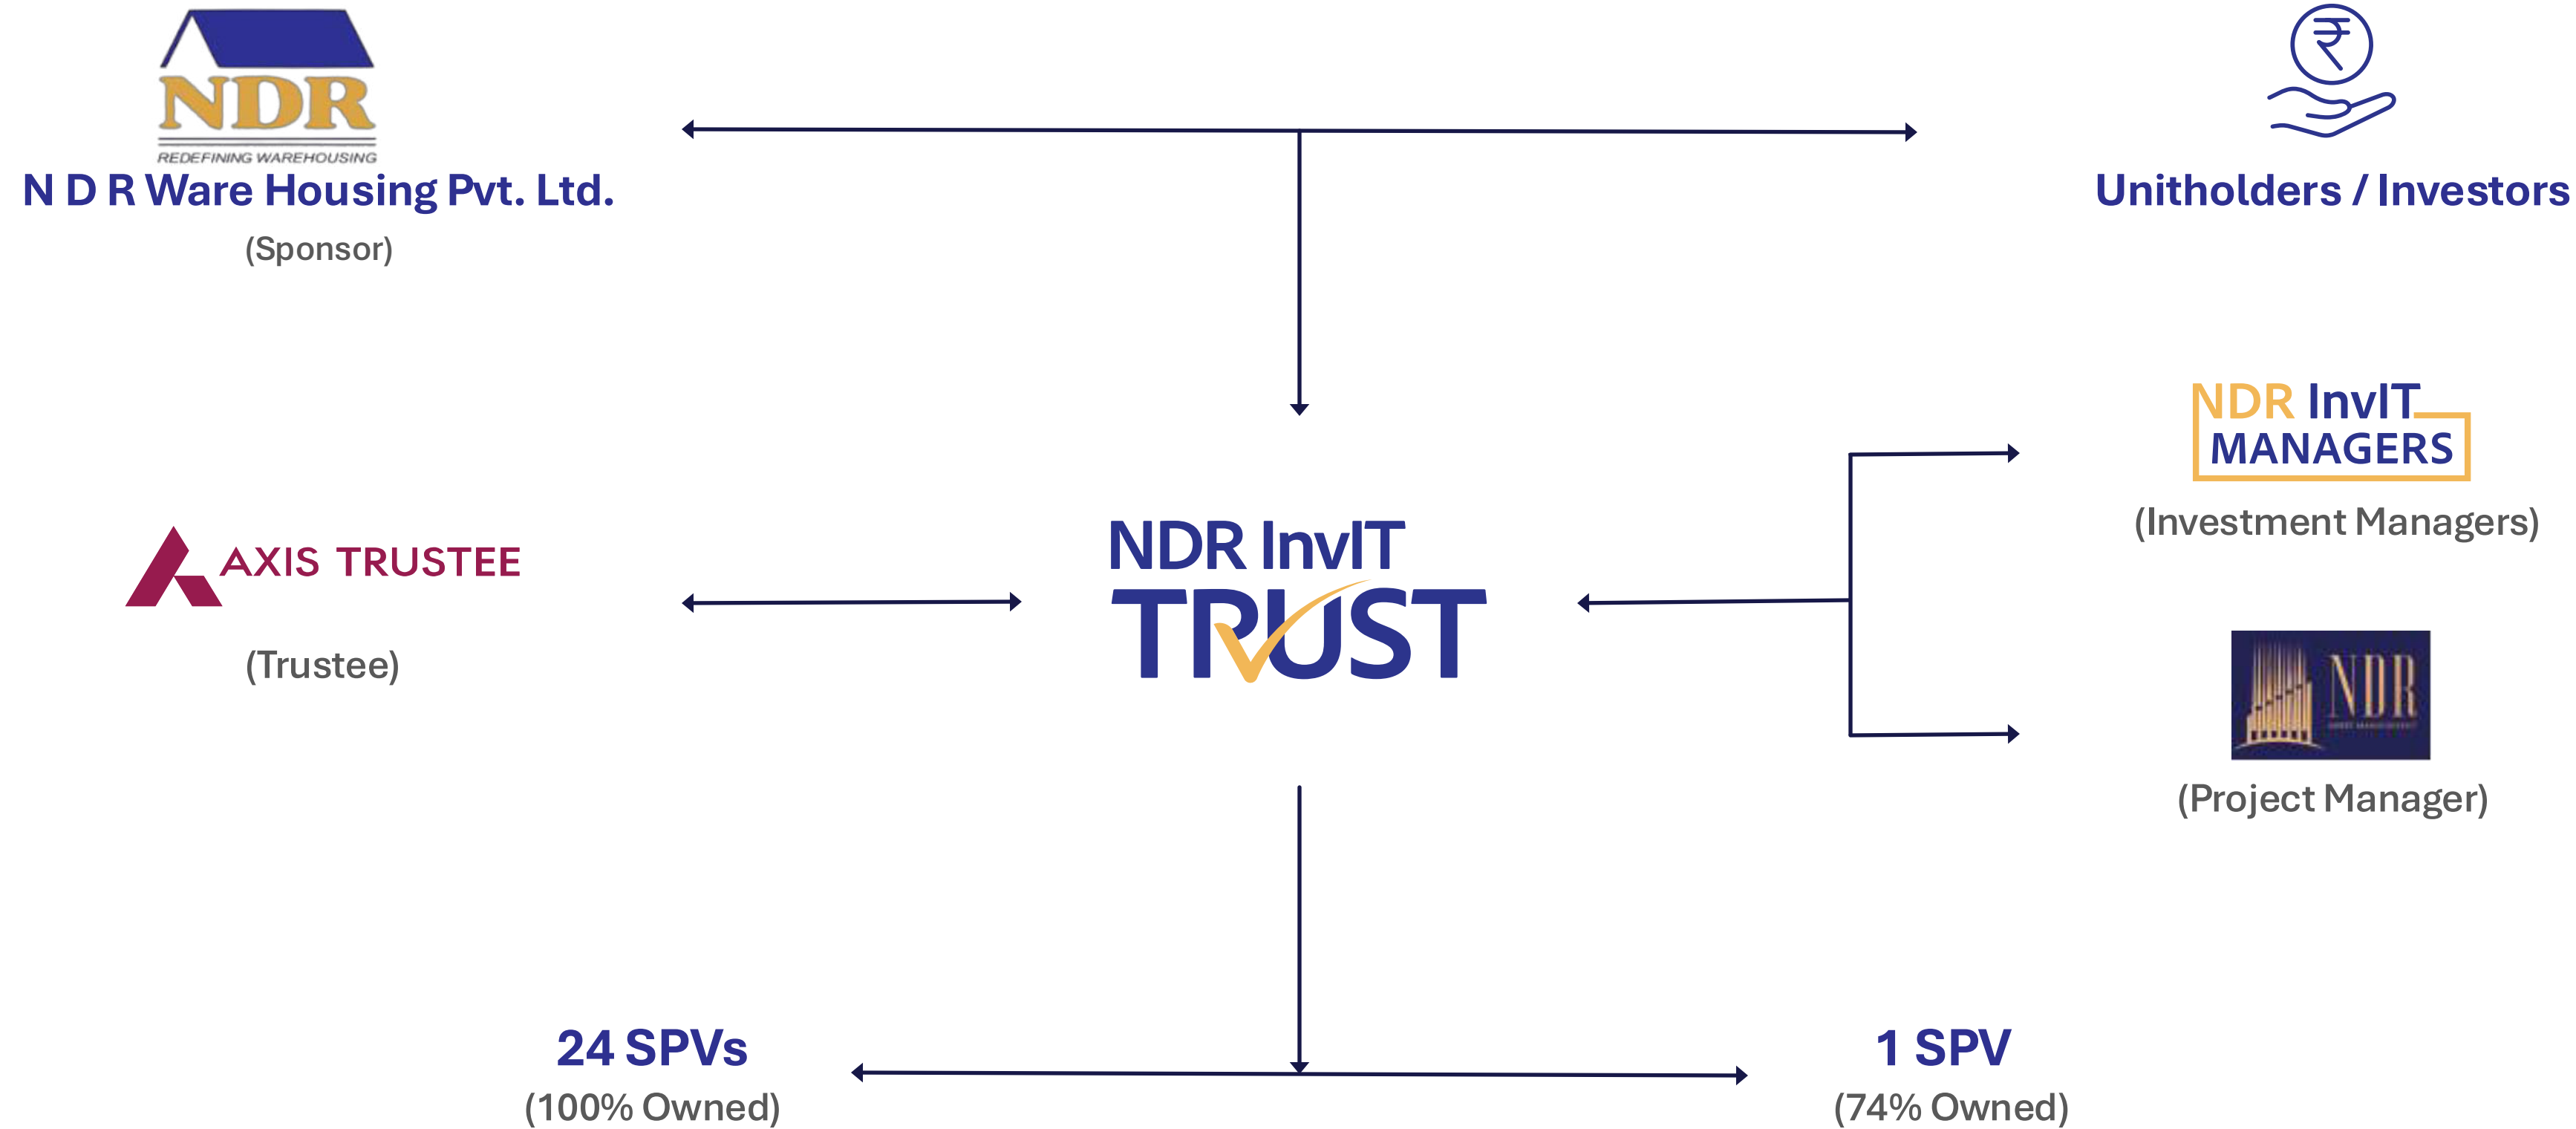 NDR
REDEFINING WAREHOUSING
N D R Ware Housing Pvt. Ltd.
(Sponsor)
₹
Unitholders / Investors
NDR InvIT
MANAGERS
(Investment Managers)
AXIS TRUSTEE
(Trustee)
NDR InvIT
TRUST
NDR
(Project Manager)
24 SPVs
(100% Owned)
1 SPV
(74% Owned)